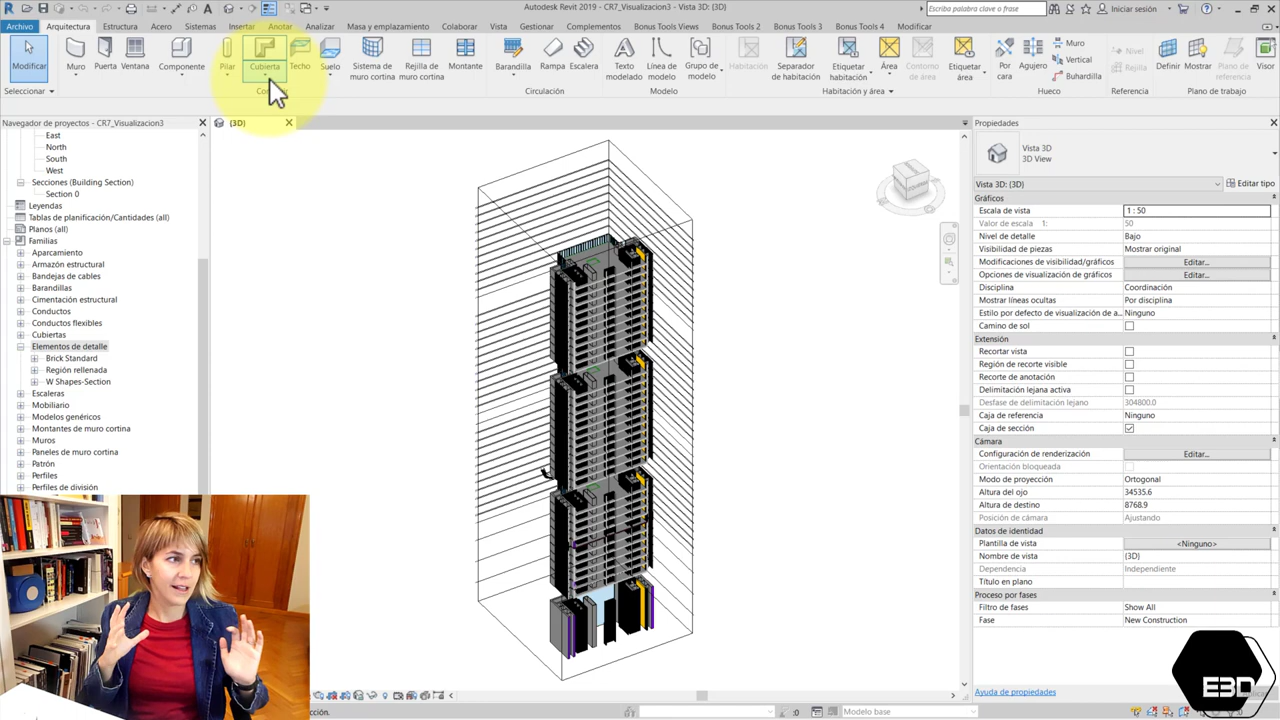 Autodesk Revit 2019 - CR7_Visualizacion3 - Vista 3D: {3D}
Escriba palabra clave o frase
Iniciar sesión
Archivo Arquitectura Estructura Acero Sistemas Insertar Anotar Analizar Masa y emplazamiento Colaborar Vista Gestionar Complementos Bonus Tools Views Bonus Tools 2 Bonus Tools 3 Bonus Tools 4 Modificar
Modificar
Muro
Puerta
Ventana
Componente
Pilar
Cubierta
Techo
Suelo
Sistema de muro cortina
Rejilla de muro cortina
Montante
Barandilla
Rampa
Escalera
Texto modelado
Línea de modelo
Grupo de modelo
Habitación
Separador de habitación
Etiquetar habitación
Área
Contorno de área
Etiquetar área
Por cara
Agujero
Muro
Vertical
Buhardilla
Nivel
Rejilla
Definir
Mostrar
Plano de ref.
Visor
Seleccionar
Circulación
Modelo
Habitación y área
Hueco
Referencia
Plano de trabajo
Navegador de proyectos - CR7_Visualizacion3
East
North
South
West
Secciones (Building Section)
Section 0
Leyendas
Tablas de planificación/Cantidades (all)
Planos (all)
Familias
Aparcamiento
Armazón estructural
Bandejas de cables
Barandillas
Cimentación estructural
Conductos
Conductos flexibles
Cubiertas
Elementos de detalle
Brick Standard
Región rellenada
W Shapes-Section
Escaleras
Mobiliario
Modelos genéricos
Montantes de muro cortina
Muros
Paneles de muro cortina
Patrón
Perfiles
Perfiles de división
{3D}
Propiedades
Vista 3D
3D View
Vista 3D: {3D}
Editar tipo
Gráficos
Escala de vista 1 : 50
Valor de escala 1: 50
Nivel de detalle Bajo
Visibilidad de piezas Mostrar original
Modificaciones de visibilidad/gráficos Editar...
Opciones de visualización de gráficos Editar...
Disciplina Coordinación
Mostrar líneas ocultas Por disciplina
Estilo por defecto de visualización de a... Ninguno
Camino de sol
Extensión
Recortar vista
Región de recorte visible
Recorte de anotación
Delimitación lejana activa
Desfase de delimitación lejano 304800.0
Caja de referencia Ninguno
Caja de sección
Cámara
Configuración de renderización Editar...
Orientación bloqueada
Modo de proyección Ortogonal
Altura del ojo 34535.6
Altura de destino 8768.9
Posición de cámara Ajustando
Datos de identidad
Plantilla de vista <Ninguno>
Nombre de vista {3D}
Dependencia Independiente
Título en plano
Proceso por fases
Filtro de fases Show All
Fase New Construction
Ayuda de propiedades
:0
Modelo base
E3D